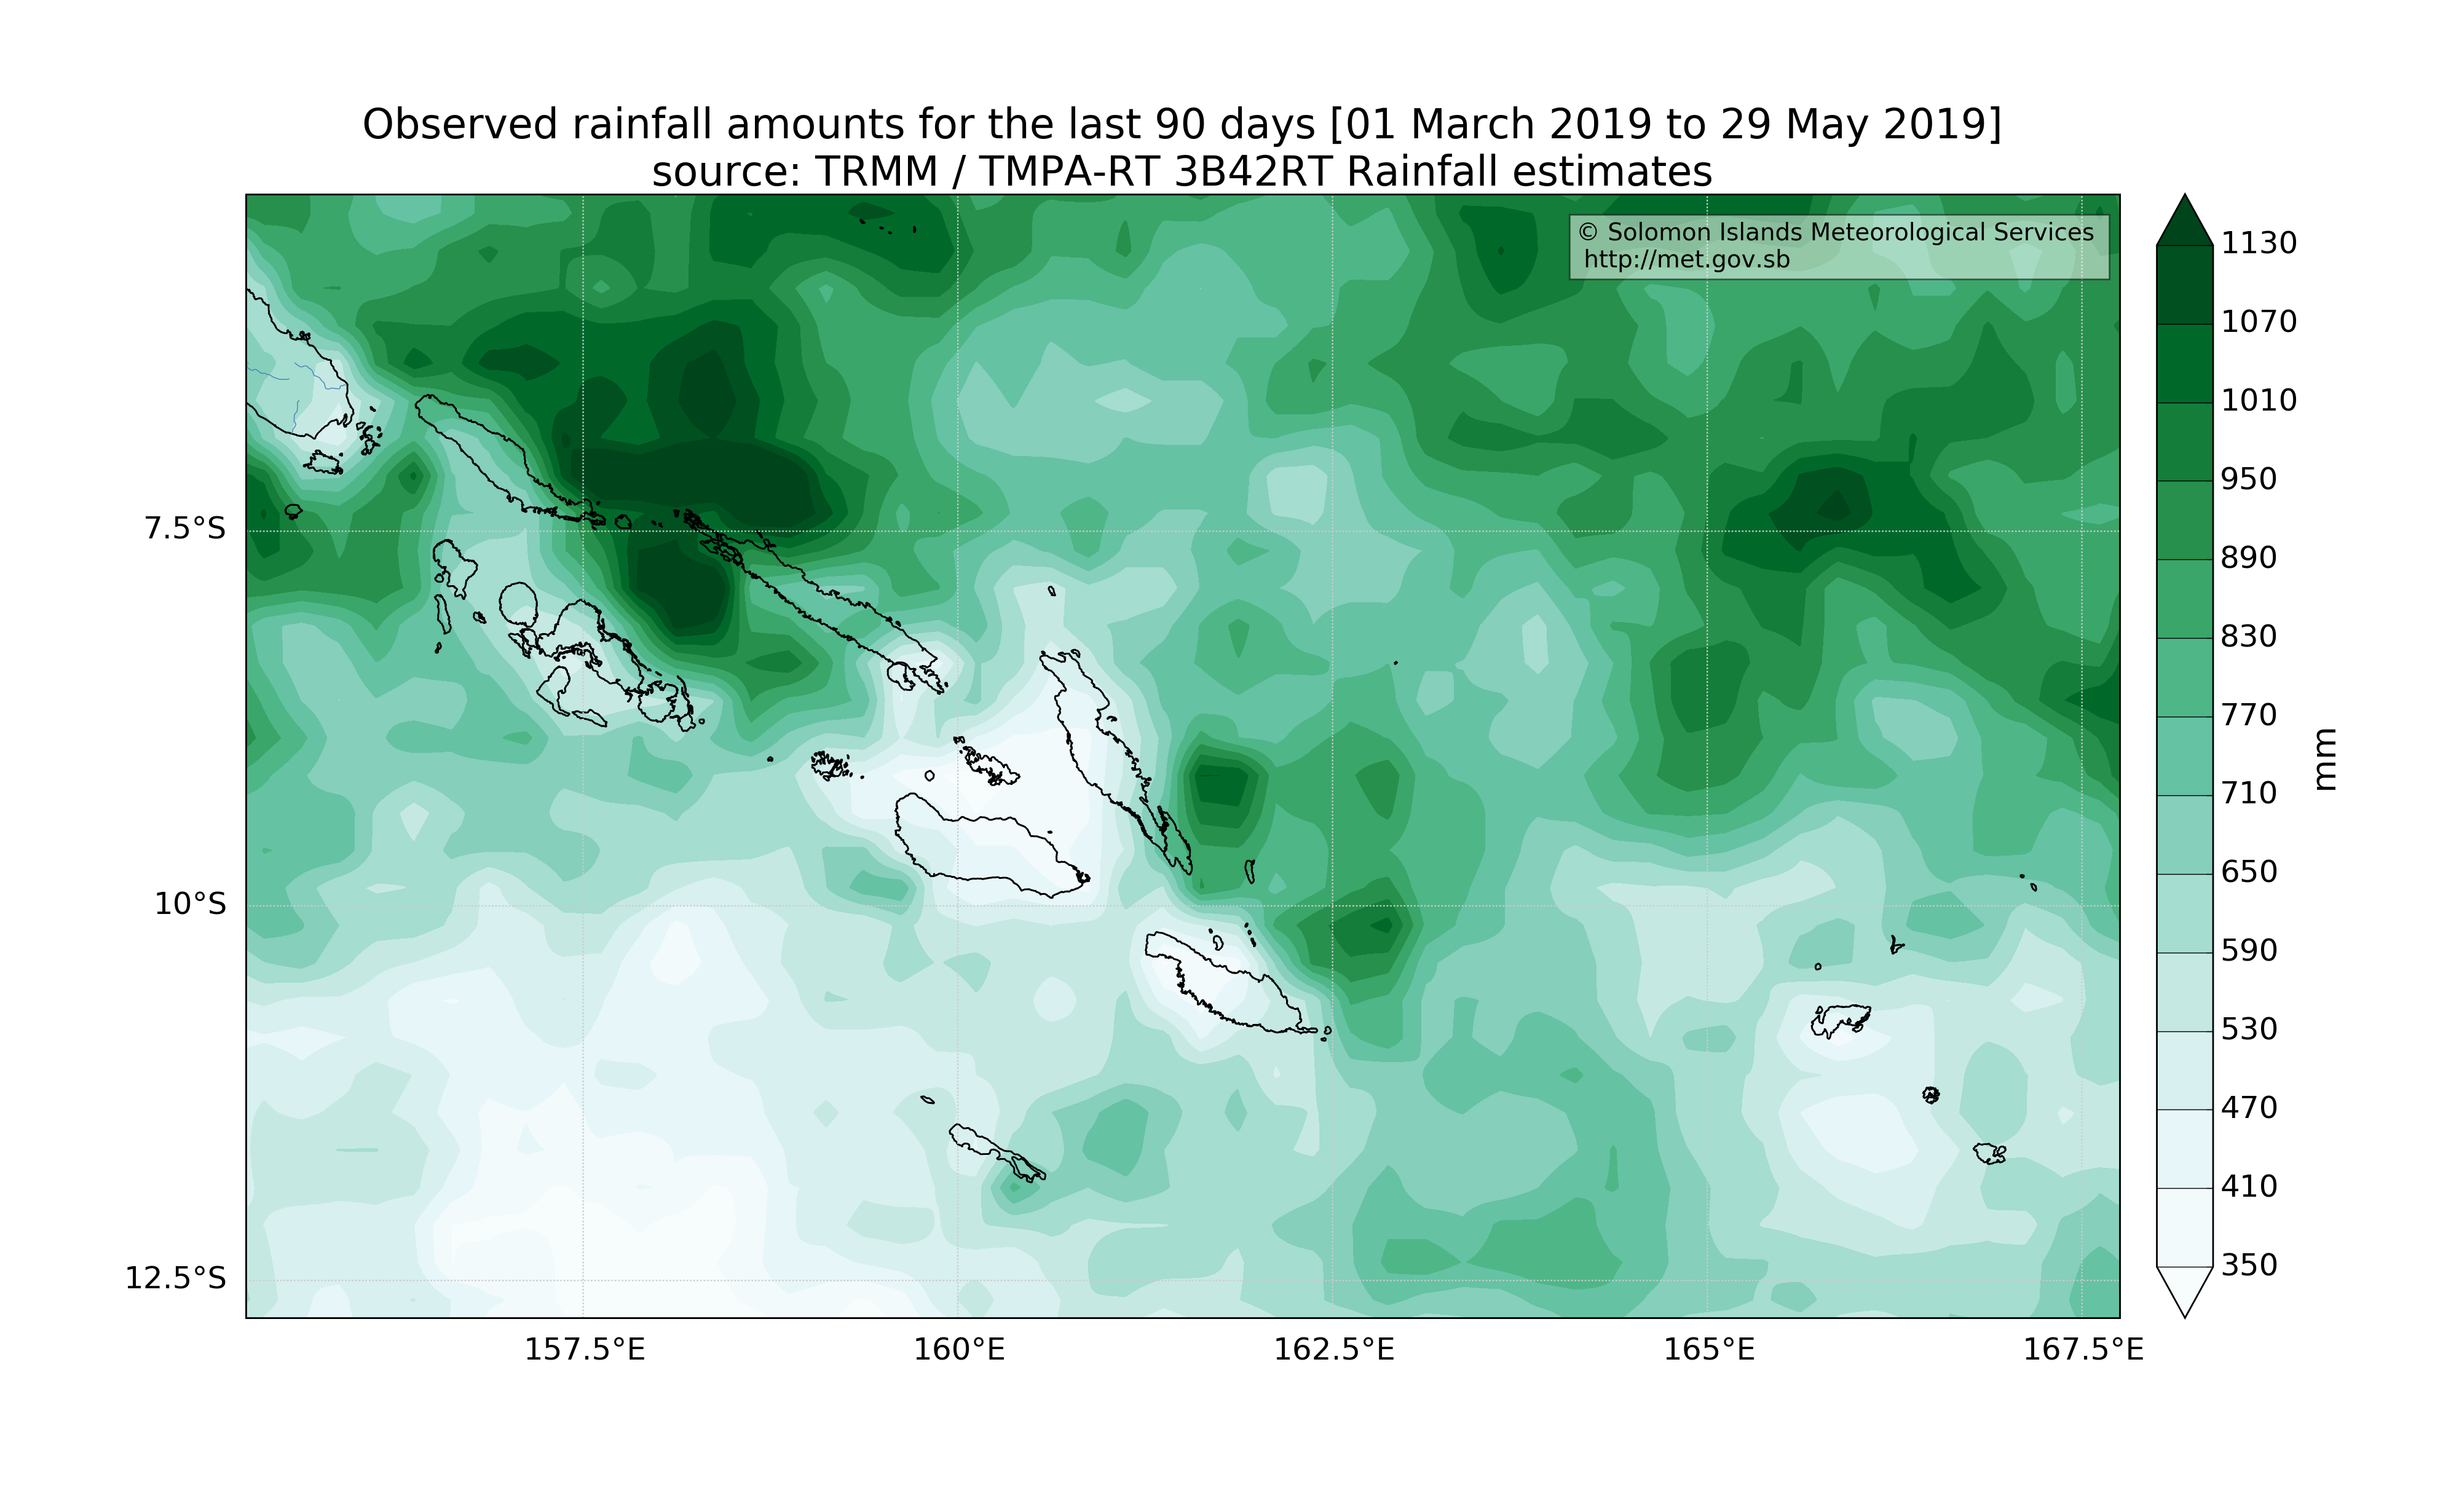 Observed rainfall amounts for the last 90 days [01 March 2019 to 29 May 2019]
source: TRMM / TMPA-RT 3B42RT Rainfall estimates
© Solomon Islands Meteorological Services
http://met.gov.sb
7.5°S
10°S
12.5°S
157.5°E
160°E
162.5°E
165°E
167.5°E
1130
1070
1010
950
890
830
770
710
650
590
530
470
410
350
mm